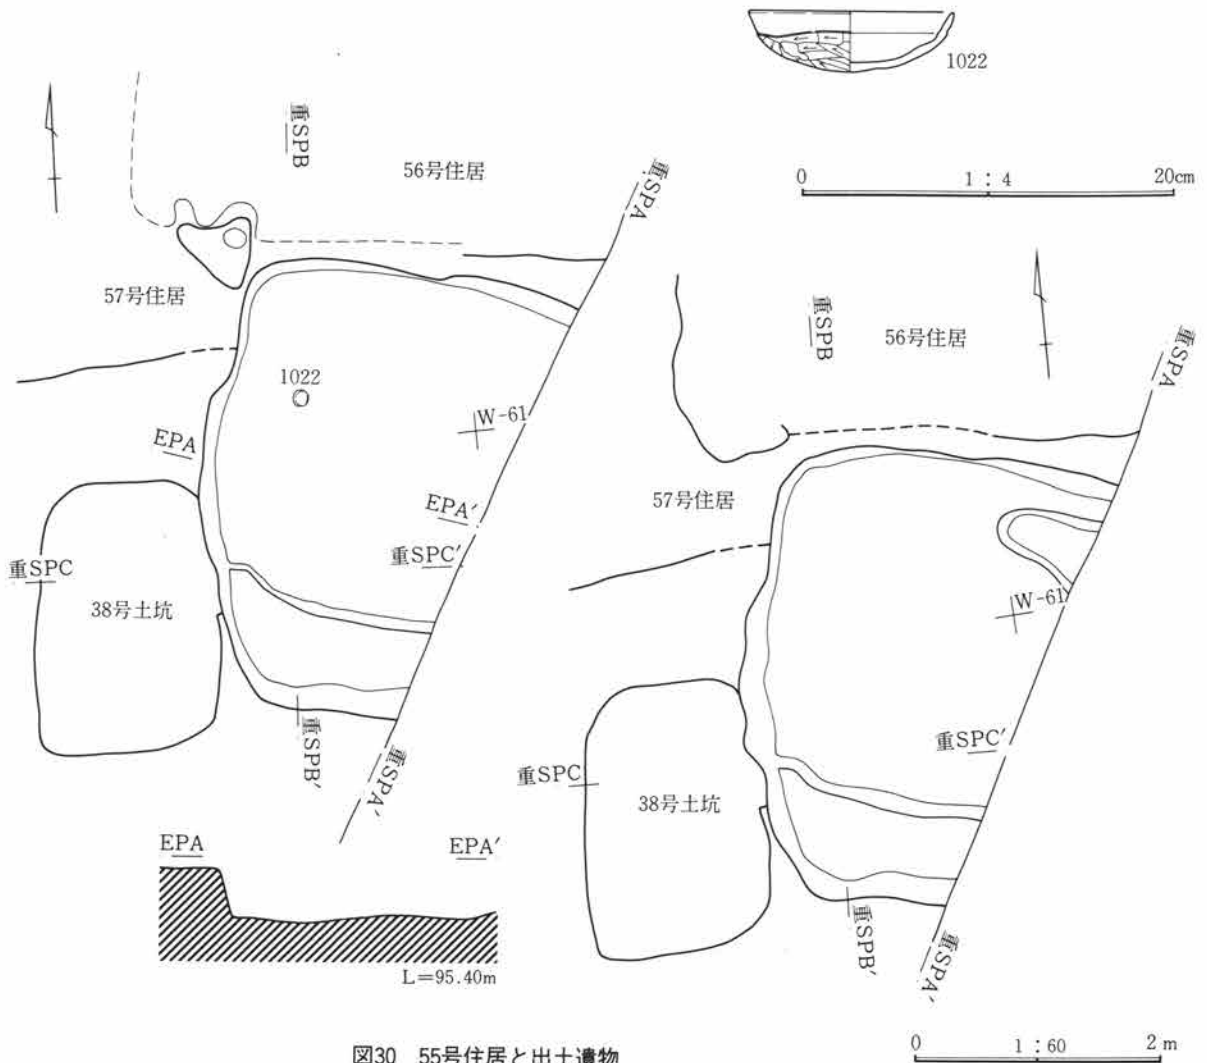 1022
0 1 : 4 20cm
重SPB
56号住居
重SPA
57号住居
1022
W-61
EPA
EPA′
重SPC
重SPC′
38号土坑
重SPB′
重SPA′
EPA
EPA′
L=95.40m
重SPB
56号住居
重SPA
57号住居
W-61
重SPC′
重SPC
38号土坑
重SPB′
重SPA′
図30 55号住居と出土遺物
0 1 : 60 2 m